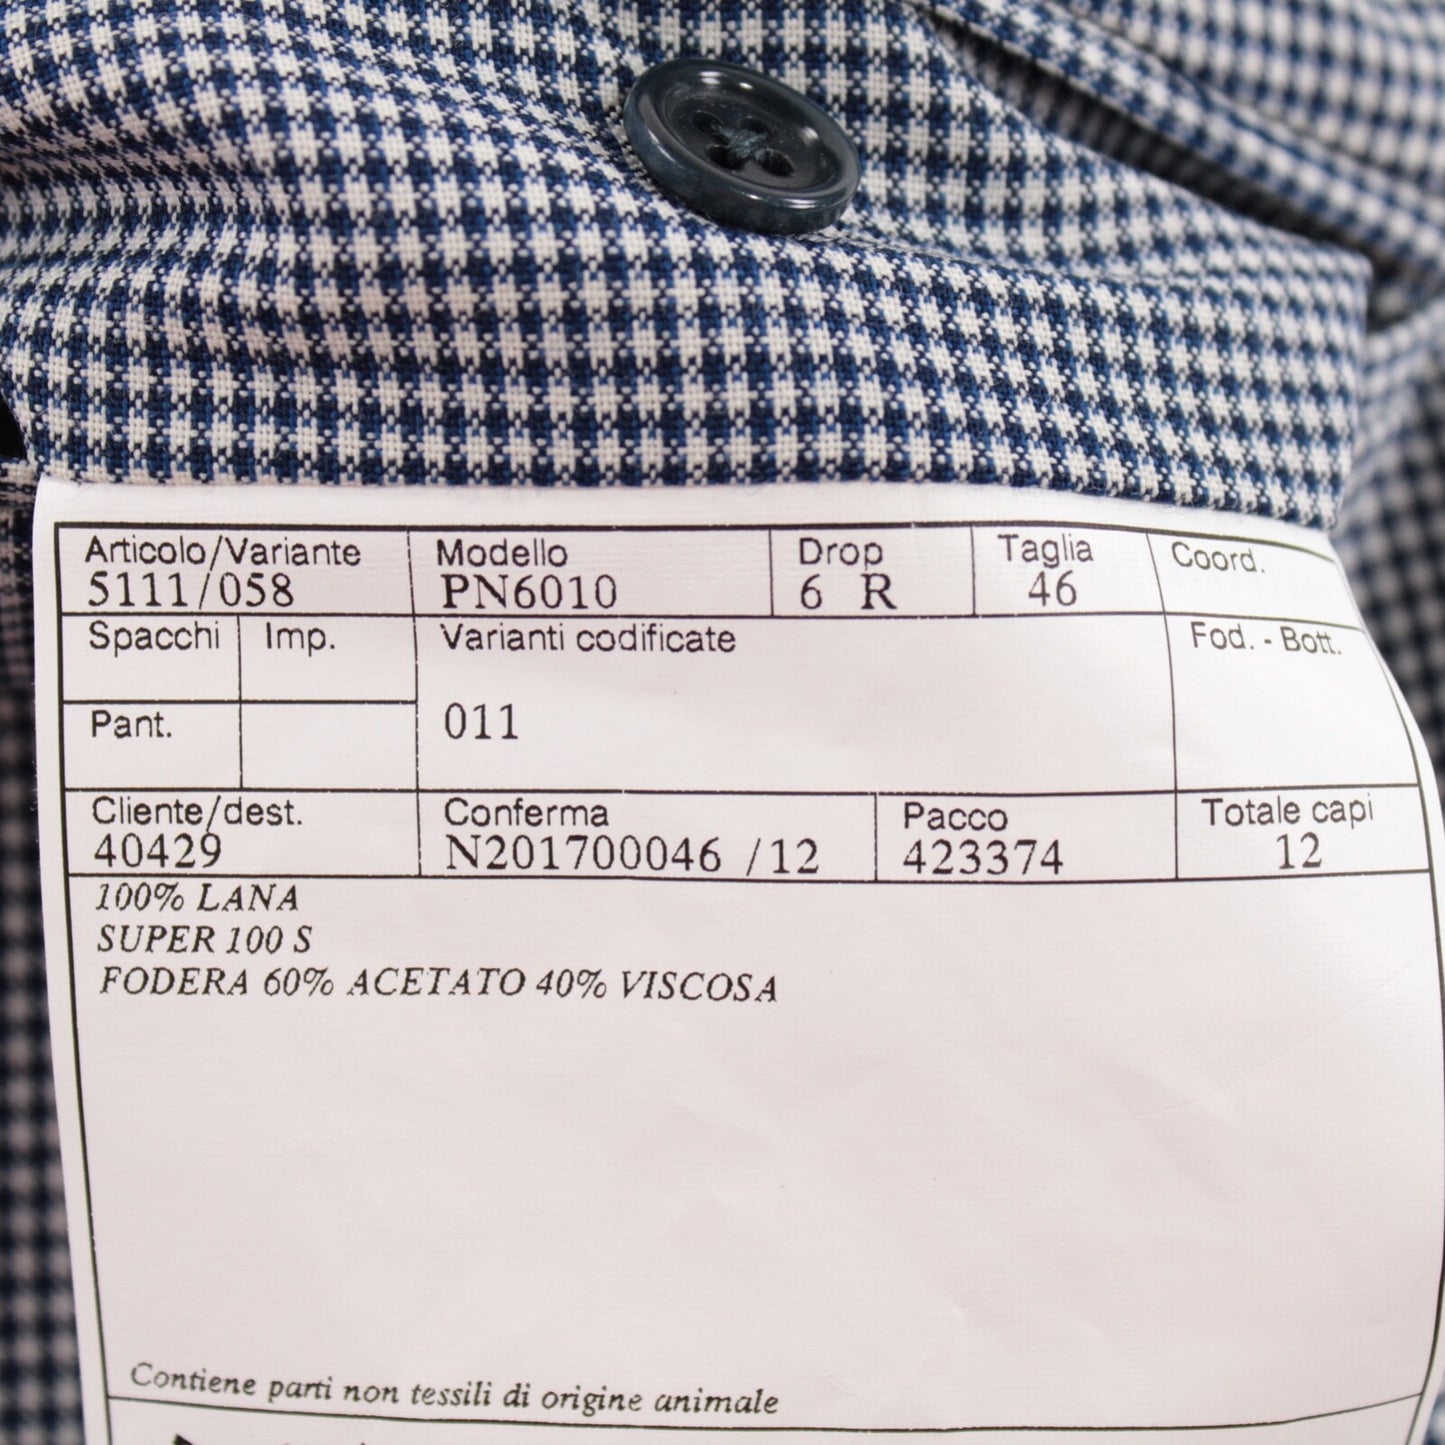 Articolo/Variante Modello Drop Taglia Coord.
5111/058 PN6010 6 R 46
Spacchi Imp. Varianti codificate Fod. - Bott.
Pant. 011
Cliente/dest. Conferma Pacco Totale capi
40429 N201700046 /12 423374 12
100% LANA
SUPER 100 S
FODERA 60% ACETATO 40% VISCOSA
Contiene parti non tessili di origine animale